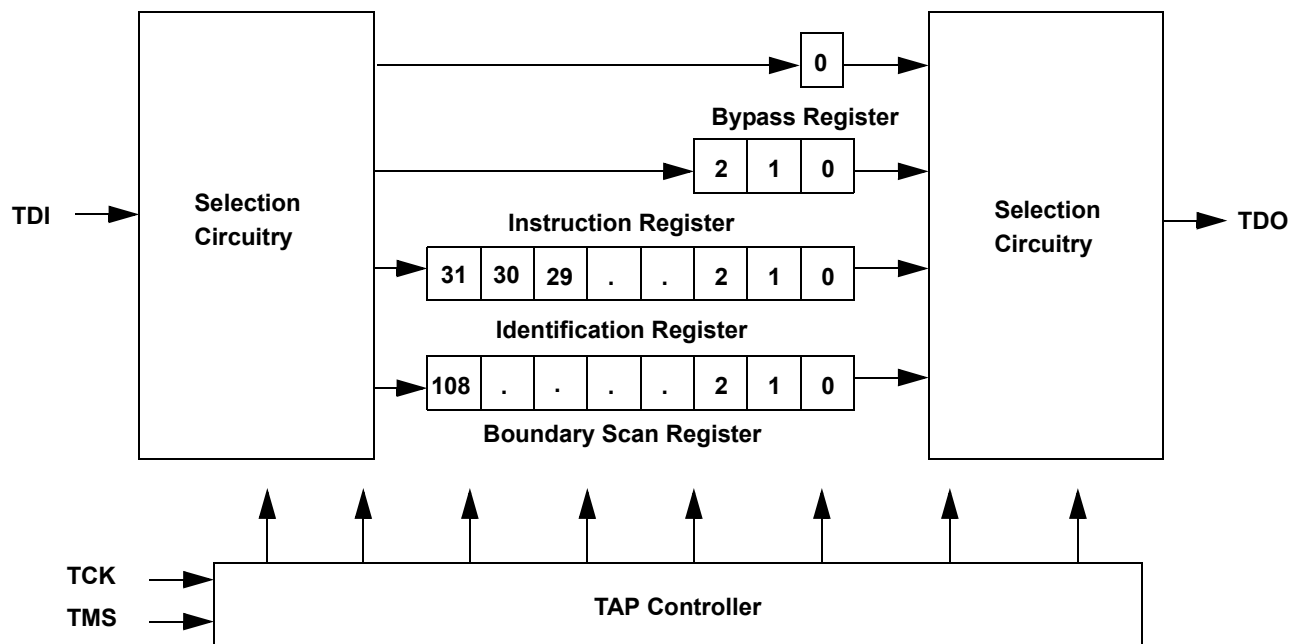 0
Bypass Register
2 1 0
TDI
Selection
Circuitry
Instruction Register
31 30 29 . . 2 1 0
Identification Register
108 . . . . 2 1 0
Boundary Scan Register
Selection
Circuitry
TDO
TCK
TMS
TAP Controller